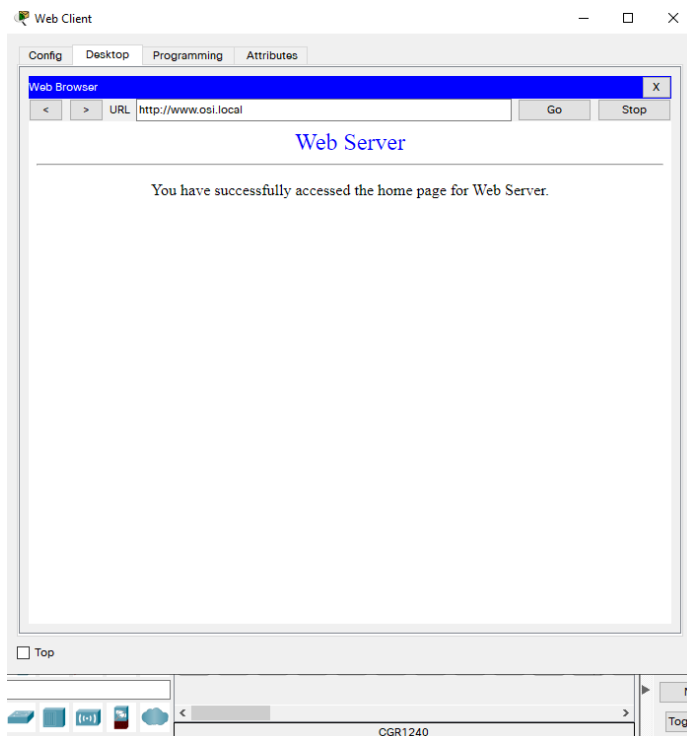 Web Client
Config Desktop Programming Attributes
Web Browser X
< > URL http://www.osi.local Go Stop
Web Server
You have successfully accessed the home page for Web Server.
Top
CGR1240